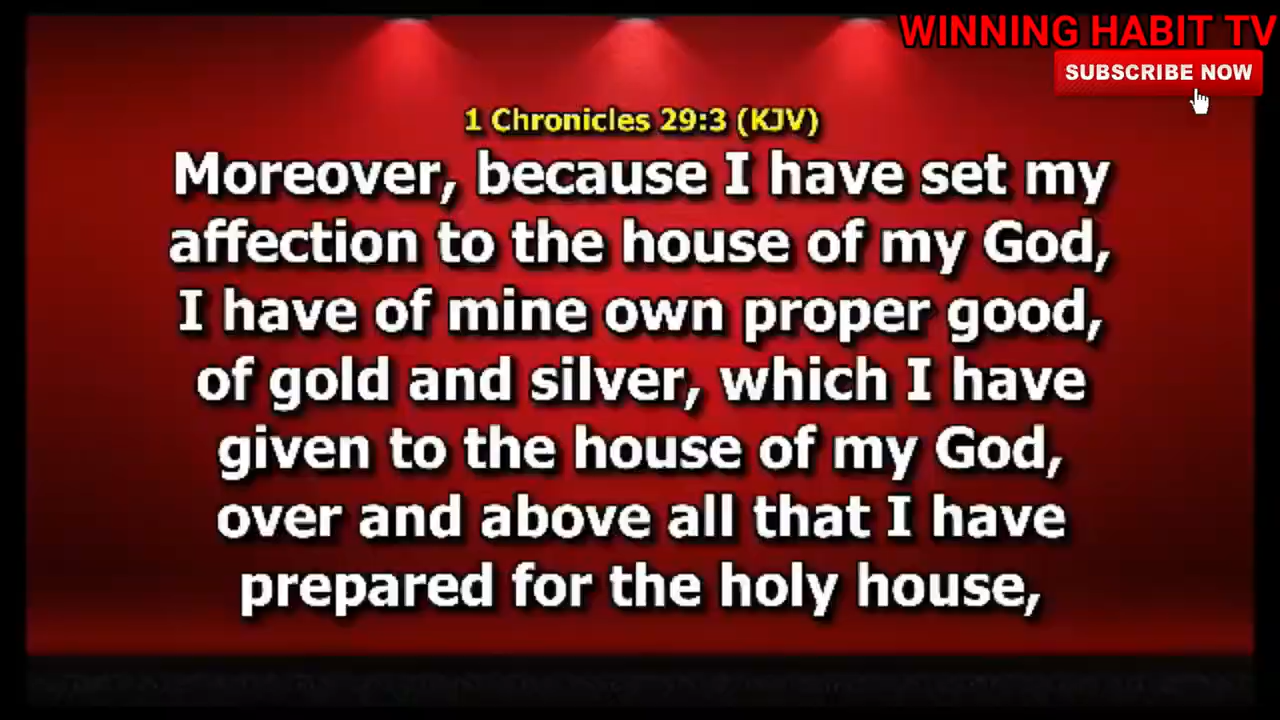 WINNING HABIT TV
SUBSCRIBE NOW
1 Chronicles 29:3 (KJV)
Moreover, because I have set my
affection to the house of my God,
I have of mine own proper good,
of gold and silver, which I have
given to the house of my God,
over and above all that I have
prepared for the holy house,